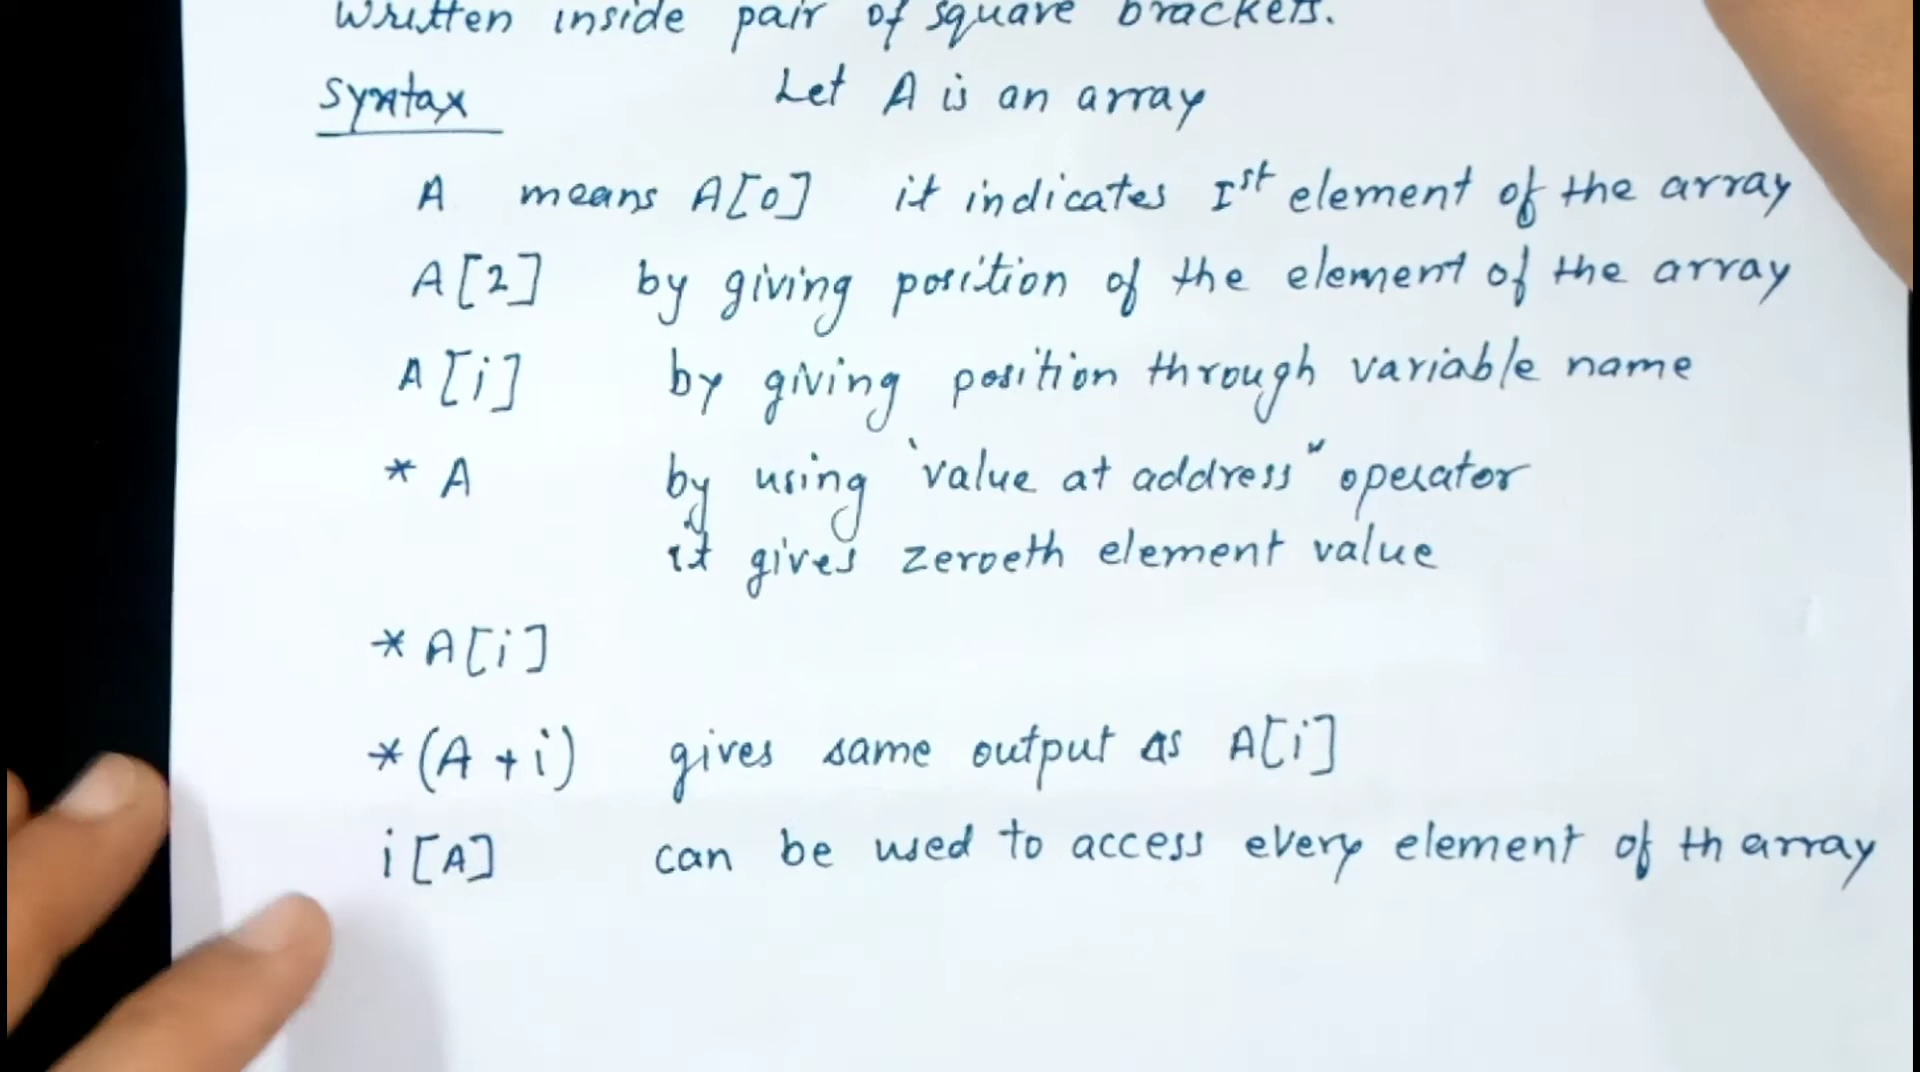 written inside pair of square brackets.
Syntax Let A is an array
A means A[0] it indicates Ist element of the array
A[2] by giving position of the element of the array
A[i] by giving position through variable name
* A by using 'value at address" operator
it gives zeroeth element value
* A[i]
* (A + i) gives same output as A[i]
i[A] can be used to access every element of th array